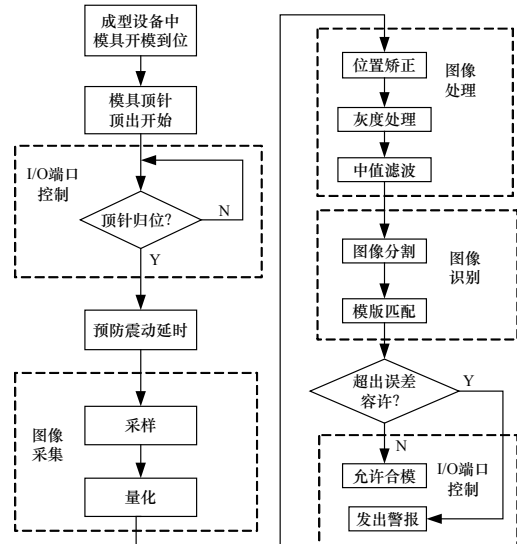 成型设备中
模具开模到位
模具顶针
顶出开始
I/O端口
控制
顶针归位?
N
Y
预防震动延时
图像
采集
采样
量化
位置矫正
灰度处理
中值滤波
图像
处理
图像分割
模版匹配
图像
识别
超出误差
容许?
Y
N
允许合模
发出警报
I/O端口
控制